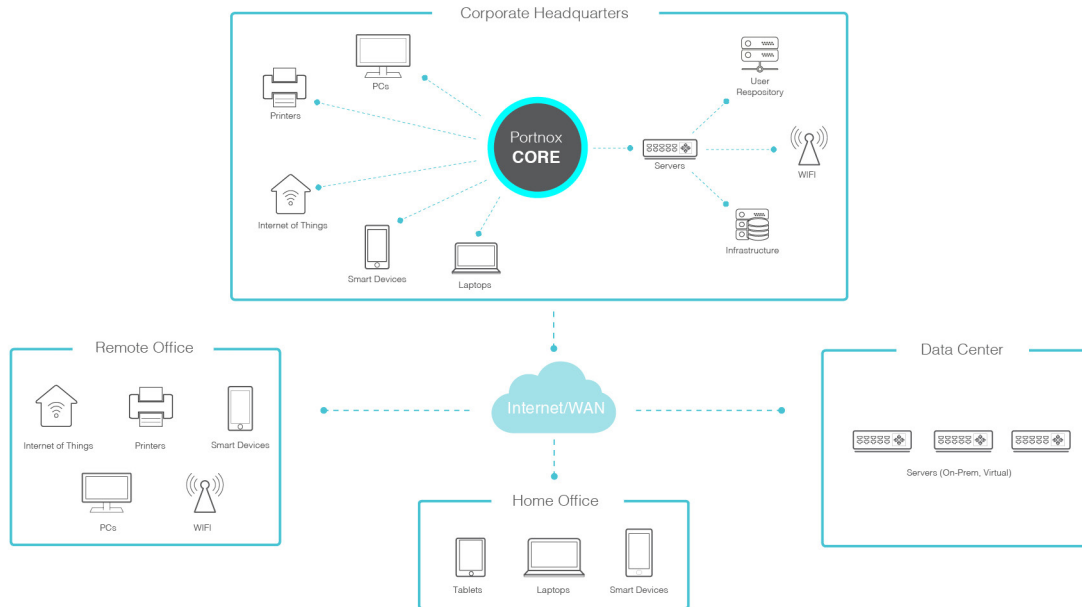 Corporate Headquarters
PCs
Printers
Portnox
CORE
User
Respository
Servers
WIFI
Internet of Things
Smart Devices
Laptops
Infrastructure
Remote Office
Internet of Things
Printers
Smart Devices
PCs
WIFI
Internet/WAN
Data Center
Servers (On-Prem, Virtual)
Home Office
Tablets
Laptops
Smart Devices